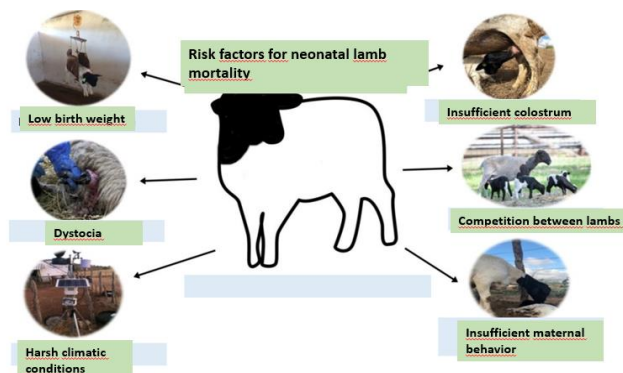 Risk factors for neonatal lamb
mortality
Low birth weight
Insufficient colostrum
Dystocia
Competition between lambs
Harsh climatic
conditions
Insufficient maternal
behavior